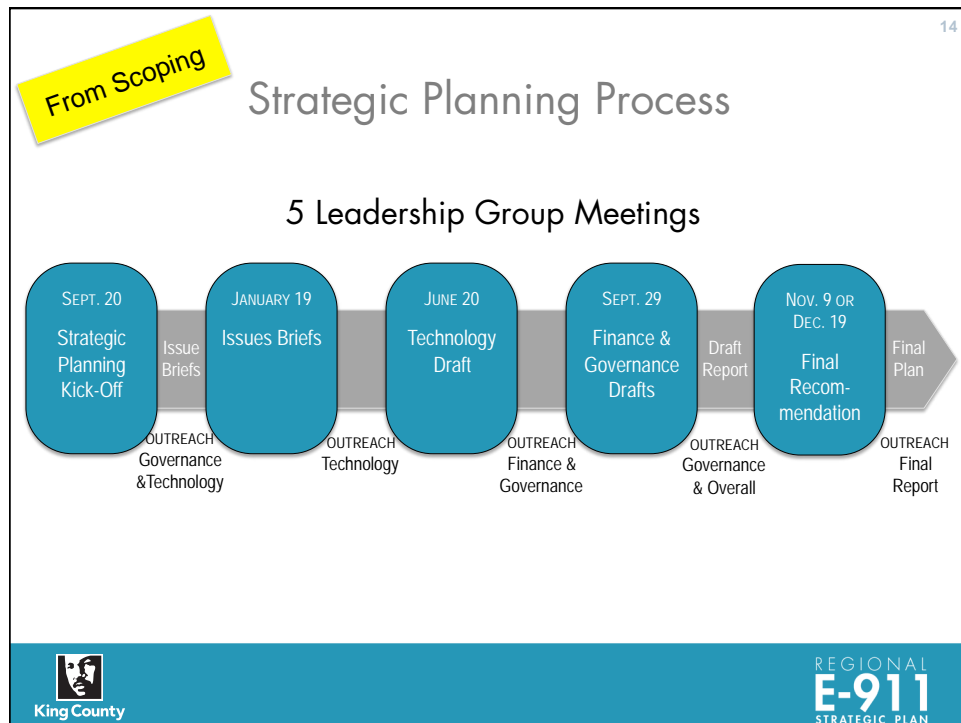 14
From Scoping
Strategic Planning Process
5 Leadership Group Meetings
SEPT. 20
Strategic
Planning
Kick-Off
Issue
Briefs
JANUARY 19
Issues Briefs
JUNE 20
Technology
Draft
SEPT. 29
Finance &
Governance
Drafts
Draft
Report
NOV. 9 OR
DEC. 19
Final
Recom-
mendation
Final
Plan
OUTREACH
Governance
&Technology
OUTREACH
Technology
OUTREACH
Finance &
Governance
OUTREACH
Governance
& Overall
OUTREACH
Final
Report
King County
REGIONAL
E-911
STRATEGIC PLAN